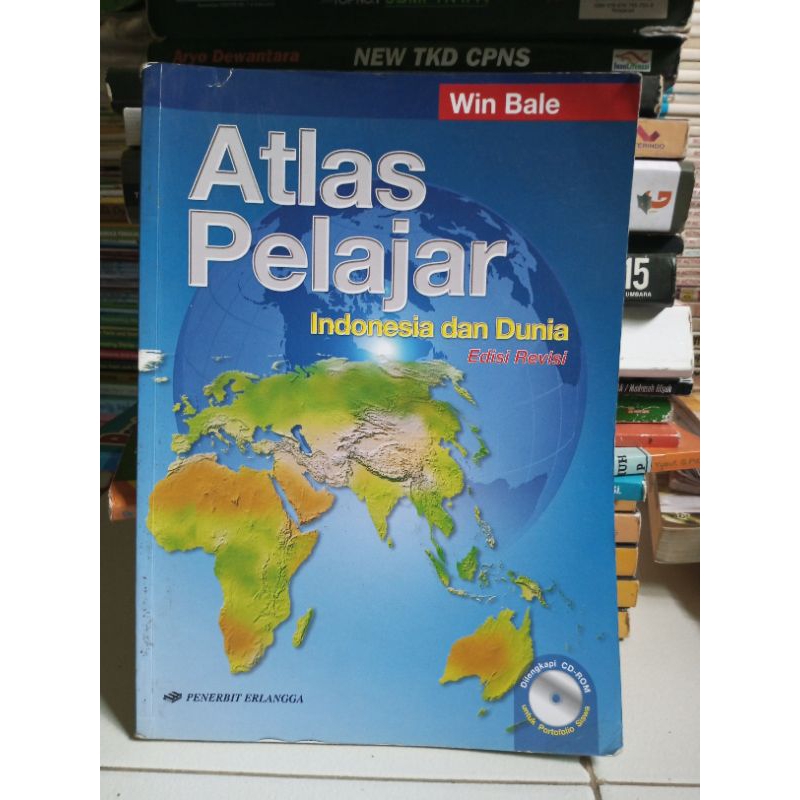 Aryo Dewantara NEW TKD CPNS
Win Bale
Atlas
Pelajar
Indonesia dan Dunia
Edisi Revisi
15
Dilengkapi CD-ROM
untuk Portofolio Siswa
PENERBIT ERLANGGA